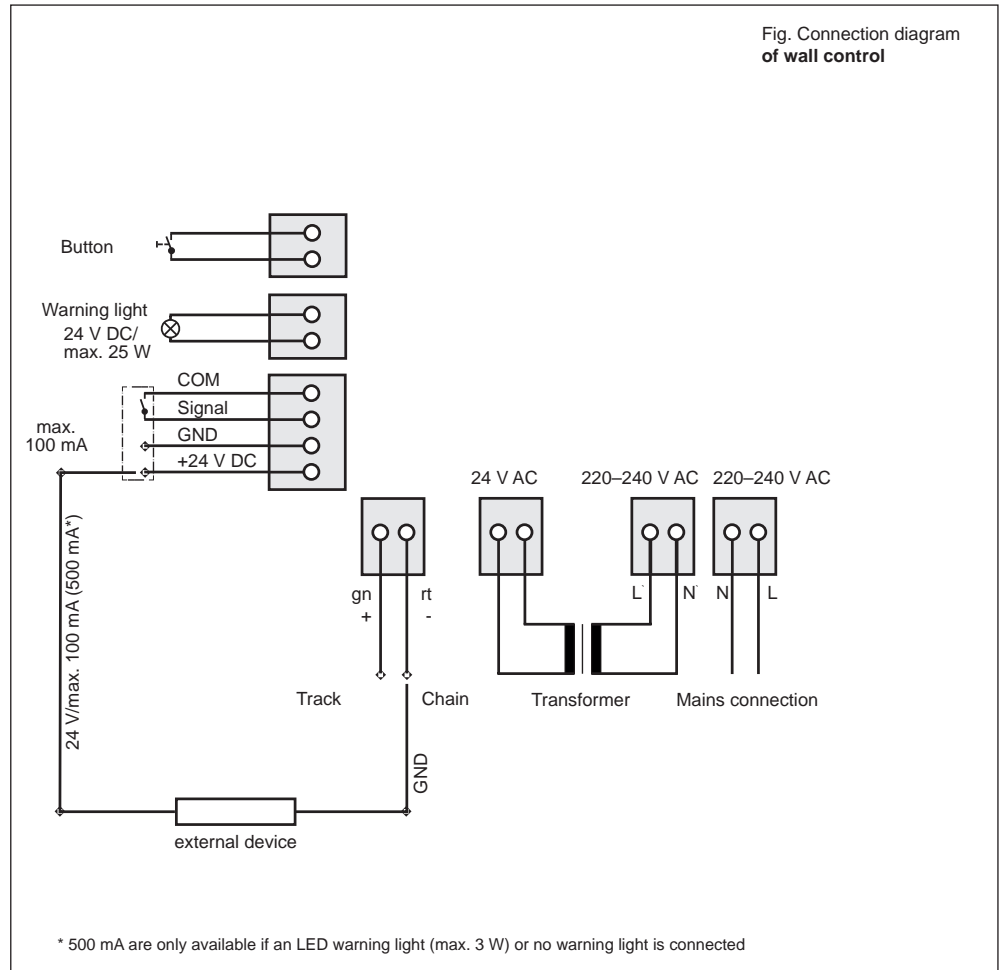 Fig. Connection diagram
of wall control
Button
Warning light
24 V DC/
max. 25 W
COM
Signal
max.
100 mA
GND
+24 V DC
24 V AC
220–240 V AC
220–240 V AC
24 V/max. 100 mA (500 mA*)
gn
rt
+
-
L'
N'
N
L
Track
Chain
Transformer
Mains connection
GND
external device
* 500 mA are only available if an LED warning light (max. 3 W) or no warning light is connected